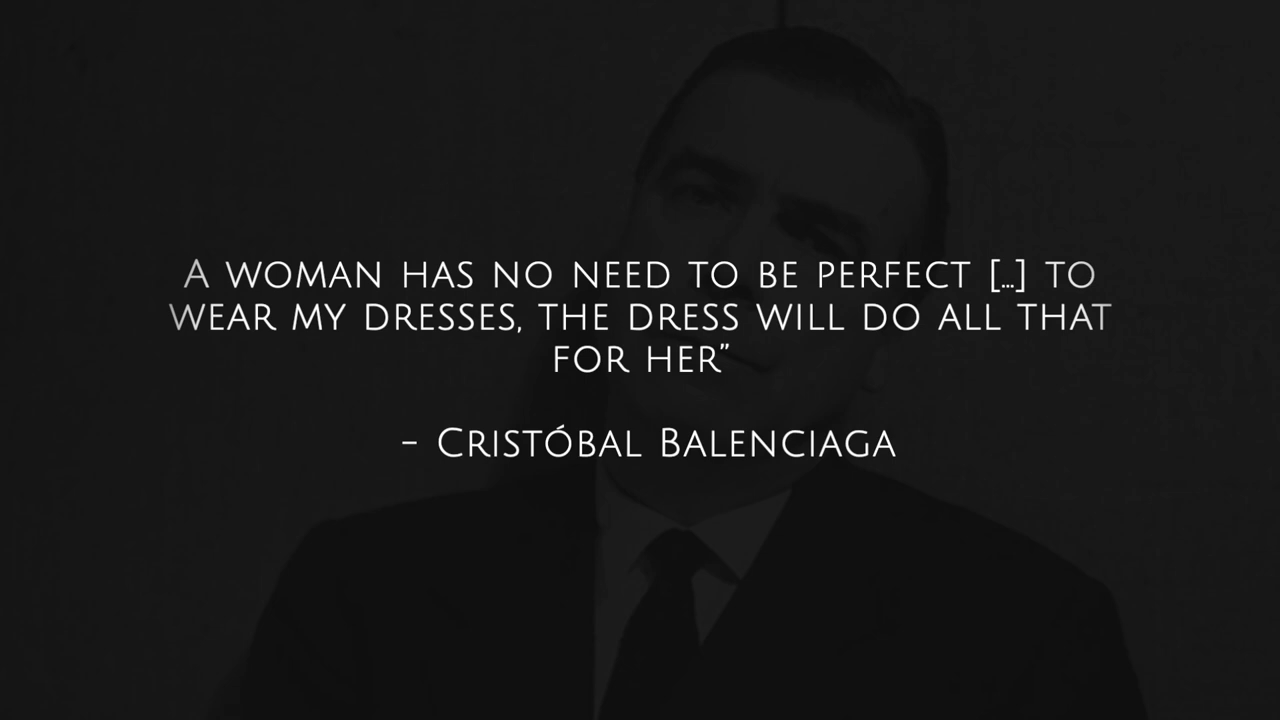 A WOMAN HAS NO NEED TO BE PERFECT [...] TO
WEAR MY DRESSES, THE DRESS WILL DO ALL THAT
FOR HER”
- CRISTÓBAL BALENCIAGA